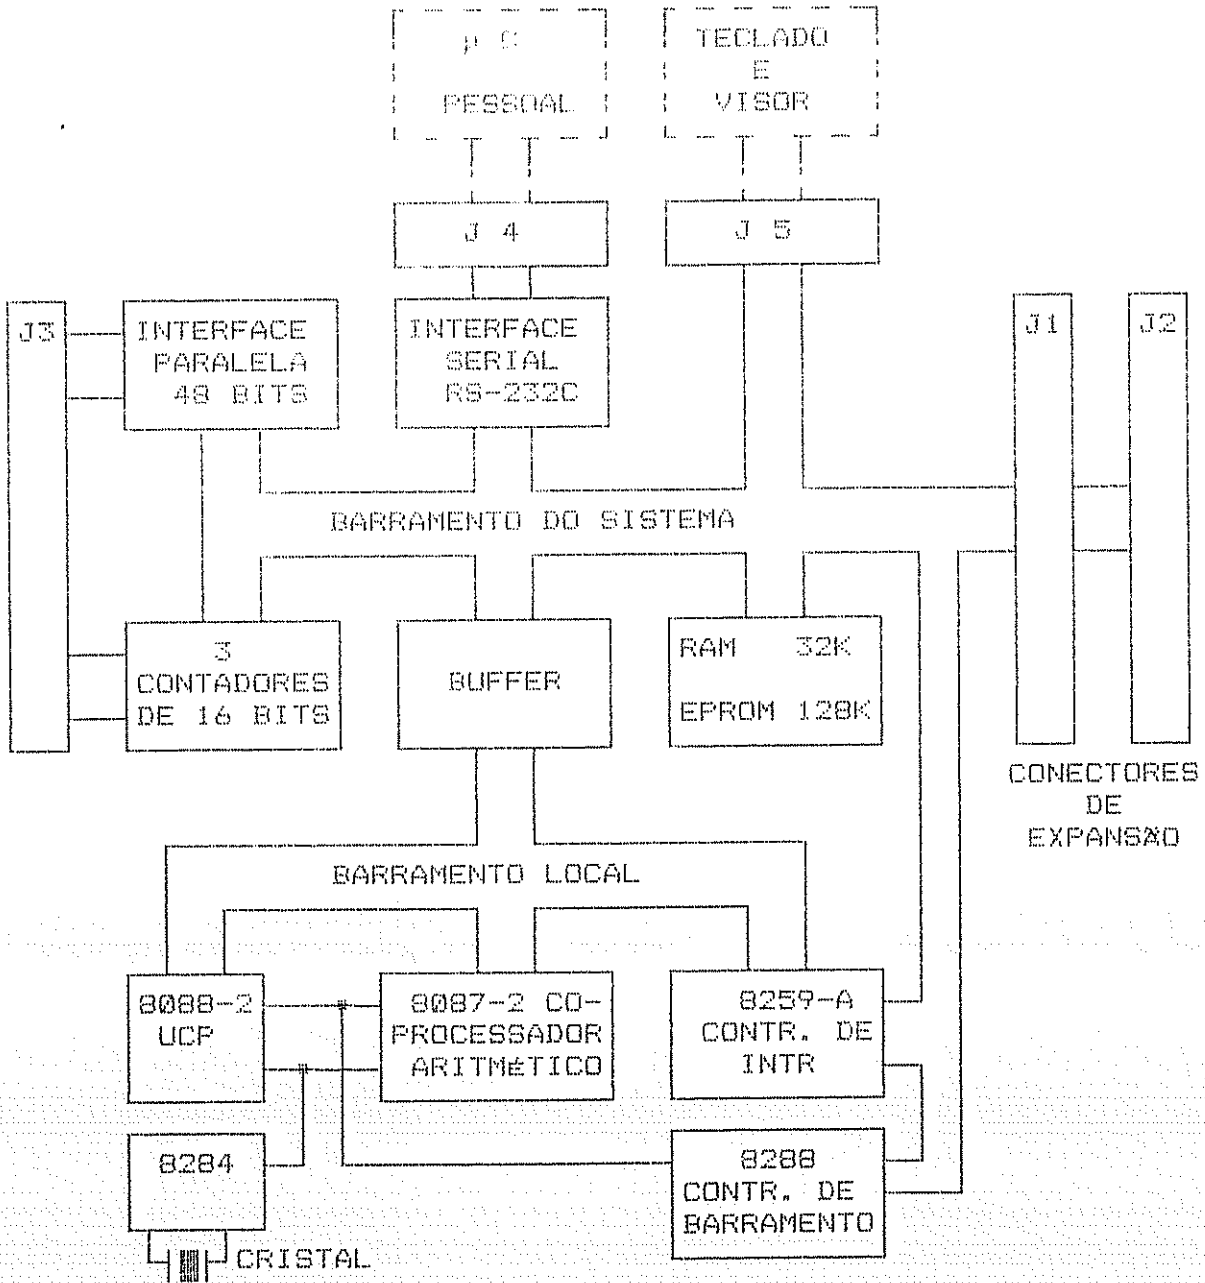 μ C
PESSOAL
TECLADO
E
VISOR
J 4
J 5
J3
INTERFACE
PARALELA
48 BITS
INTERFACE
SERIAL
RS-232C
J1
J2
BARRAMENTO DO SISTEMA
3
CONTADORES
DE 16 BITS
BUFFER
RAM 32K
EPROM 128K
CONECTORES
DE
EXPANSÃO
BARRAMENTO LOCAL
8088-2
UCP
8087-2 CO-
PROCESSADOR
ARITMÉTICO
8259-A
CONTR. DE
INTR
8284
8288
CONTR. DE
BARRAMENTO
CRISTAL